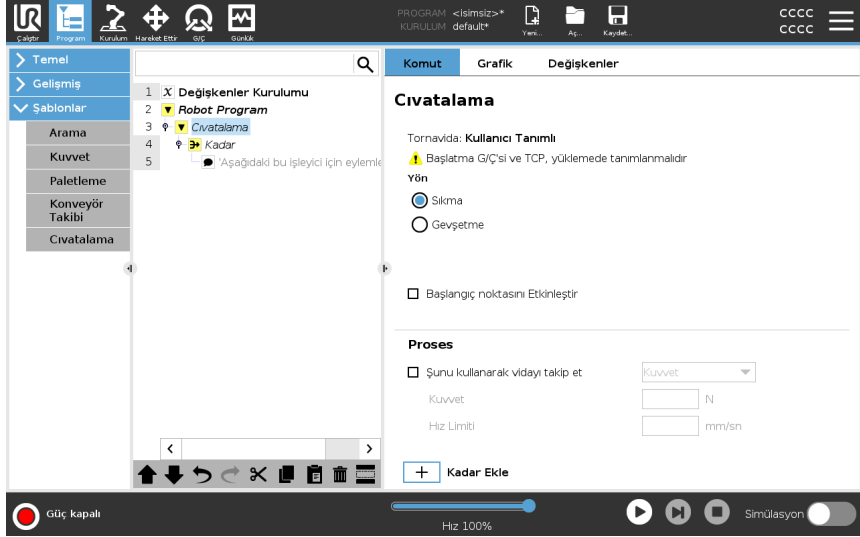 PROGRAM <isimsiz>*
KURULUM default*
Çalıştır Program Kurulum Hareket Ettir G/Ç Günlük
Yeni... Aç... Kaydet...
cccc
cccc
Temel
Gelişmiş
Şablonlar
Arama
Kuvvet
Paletleme
Konveyör
Takibi
Cıvatalama
1 X Değişkenler Kurulumu
2 Robot Program
3 Cıvatalama
4 Kadar
5 'Aşağıdaki bu işleyici için eylemle
Komut Grafik Değişkenler
Cıvatalama
Tornavida: Kullanıcı Tanımlı
Başlatma G/Ç'si ve TCP, yüklemede tanımlanmalıdır
Yön
Sıkma
Gevşetme
Başlangıç noktasını Etkinleştir
Proses
Şunu kullanarak vidayı takip et Kuvvet
Kuvvet N
Hız Limiti mm/sn
Kadar Ekle
Güç kapalı
Hız 100%
Simülasyon